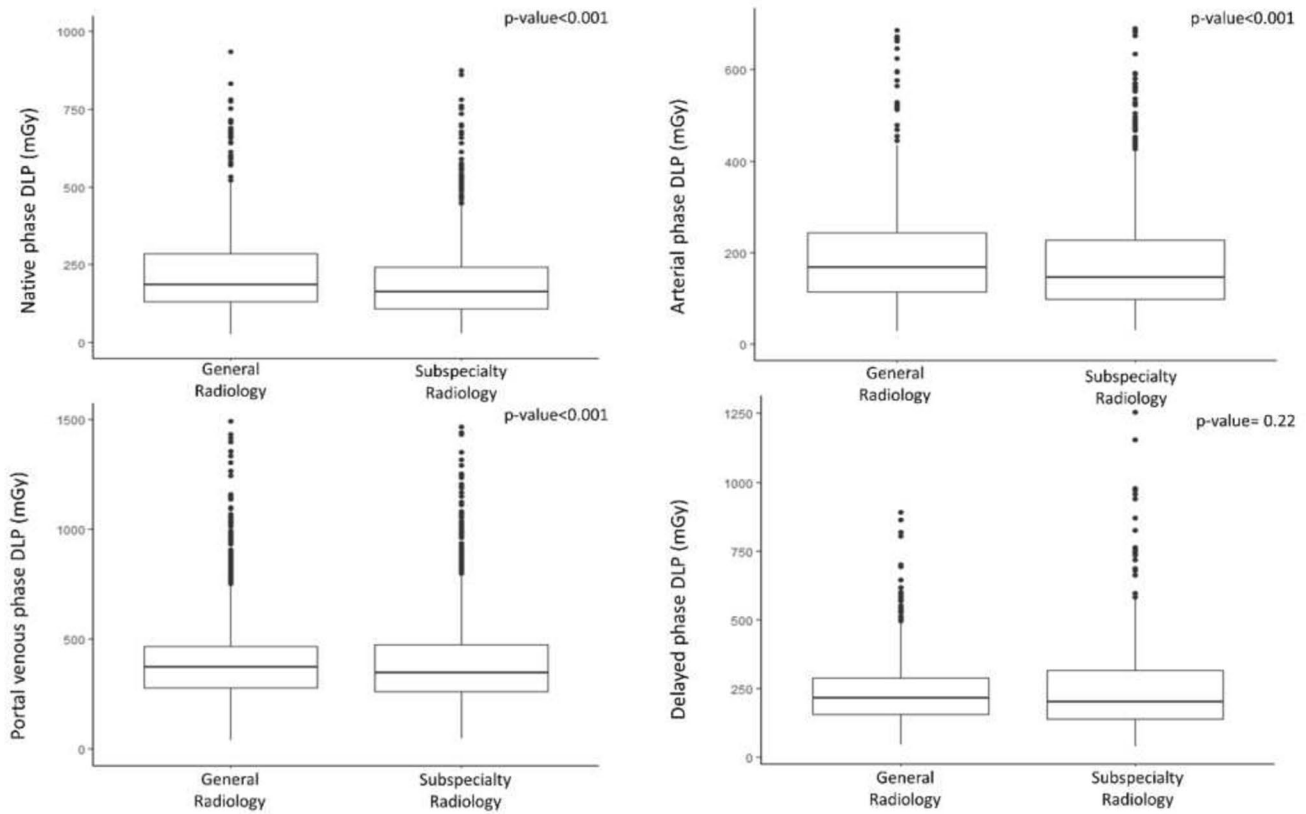 p-value<0.001
Native phase DLP (mGy)
1000
750
500
250
0
General
Radiology
Subspecialty
Radiology
p-value<0.001
Arterial phase DLP (mGy)
600
400
200
0
General
Radiology
Subspecialty
Radiology
p-value<0.001
Portal venous phase DLP (mGy)
1500
1000
500
0
General
Radiology
Subspecialty
Radiology
p-value= 0.22
Delayed phase DLP (mGy)
1250
1000
750
500
250
0
General
Radiology
Subspecialty
Radiology